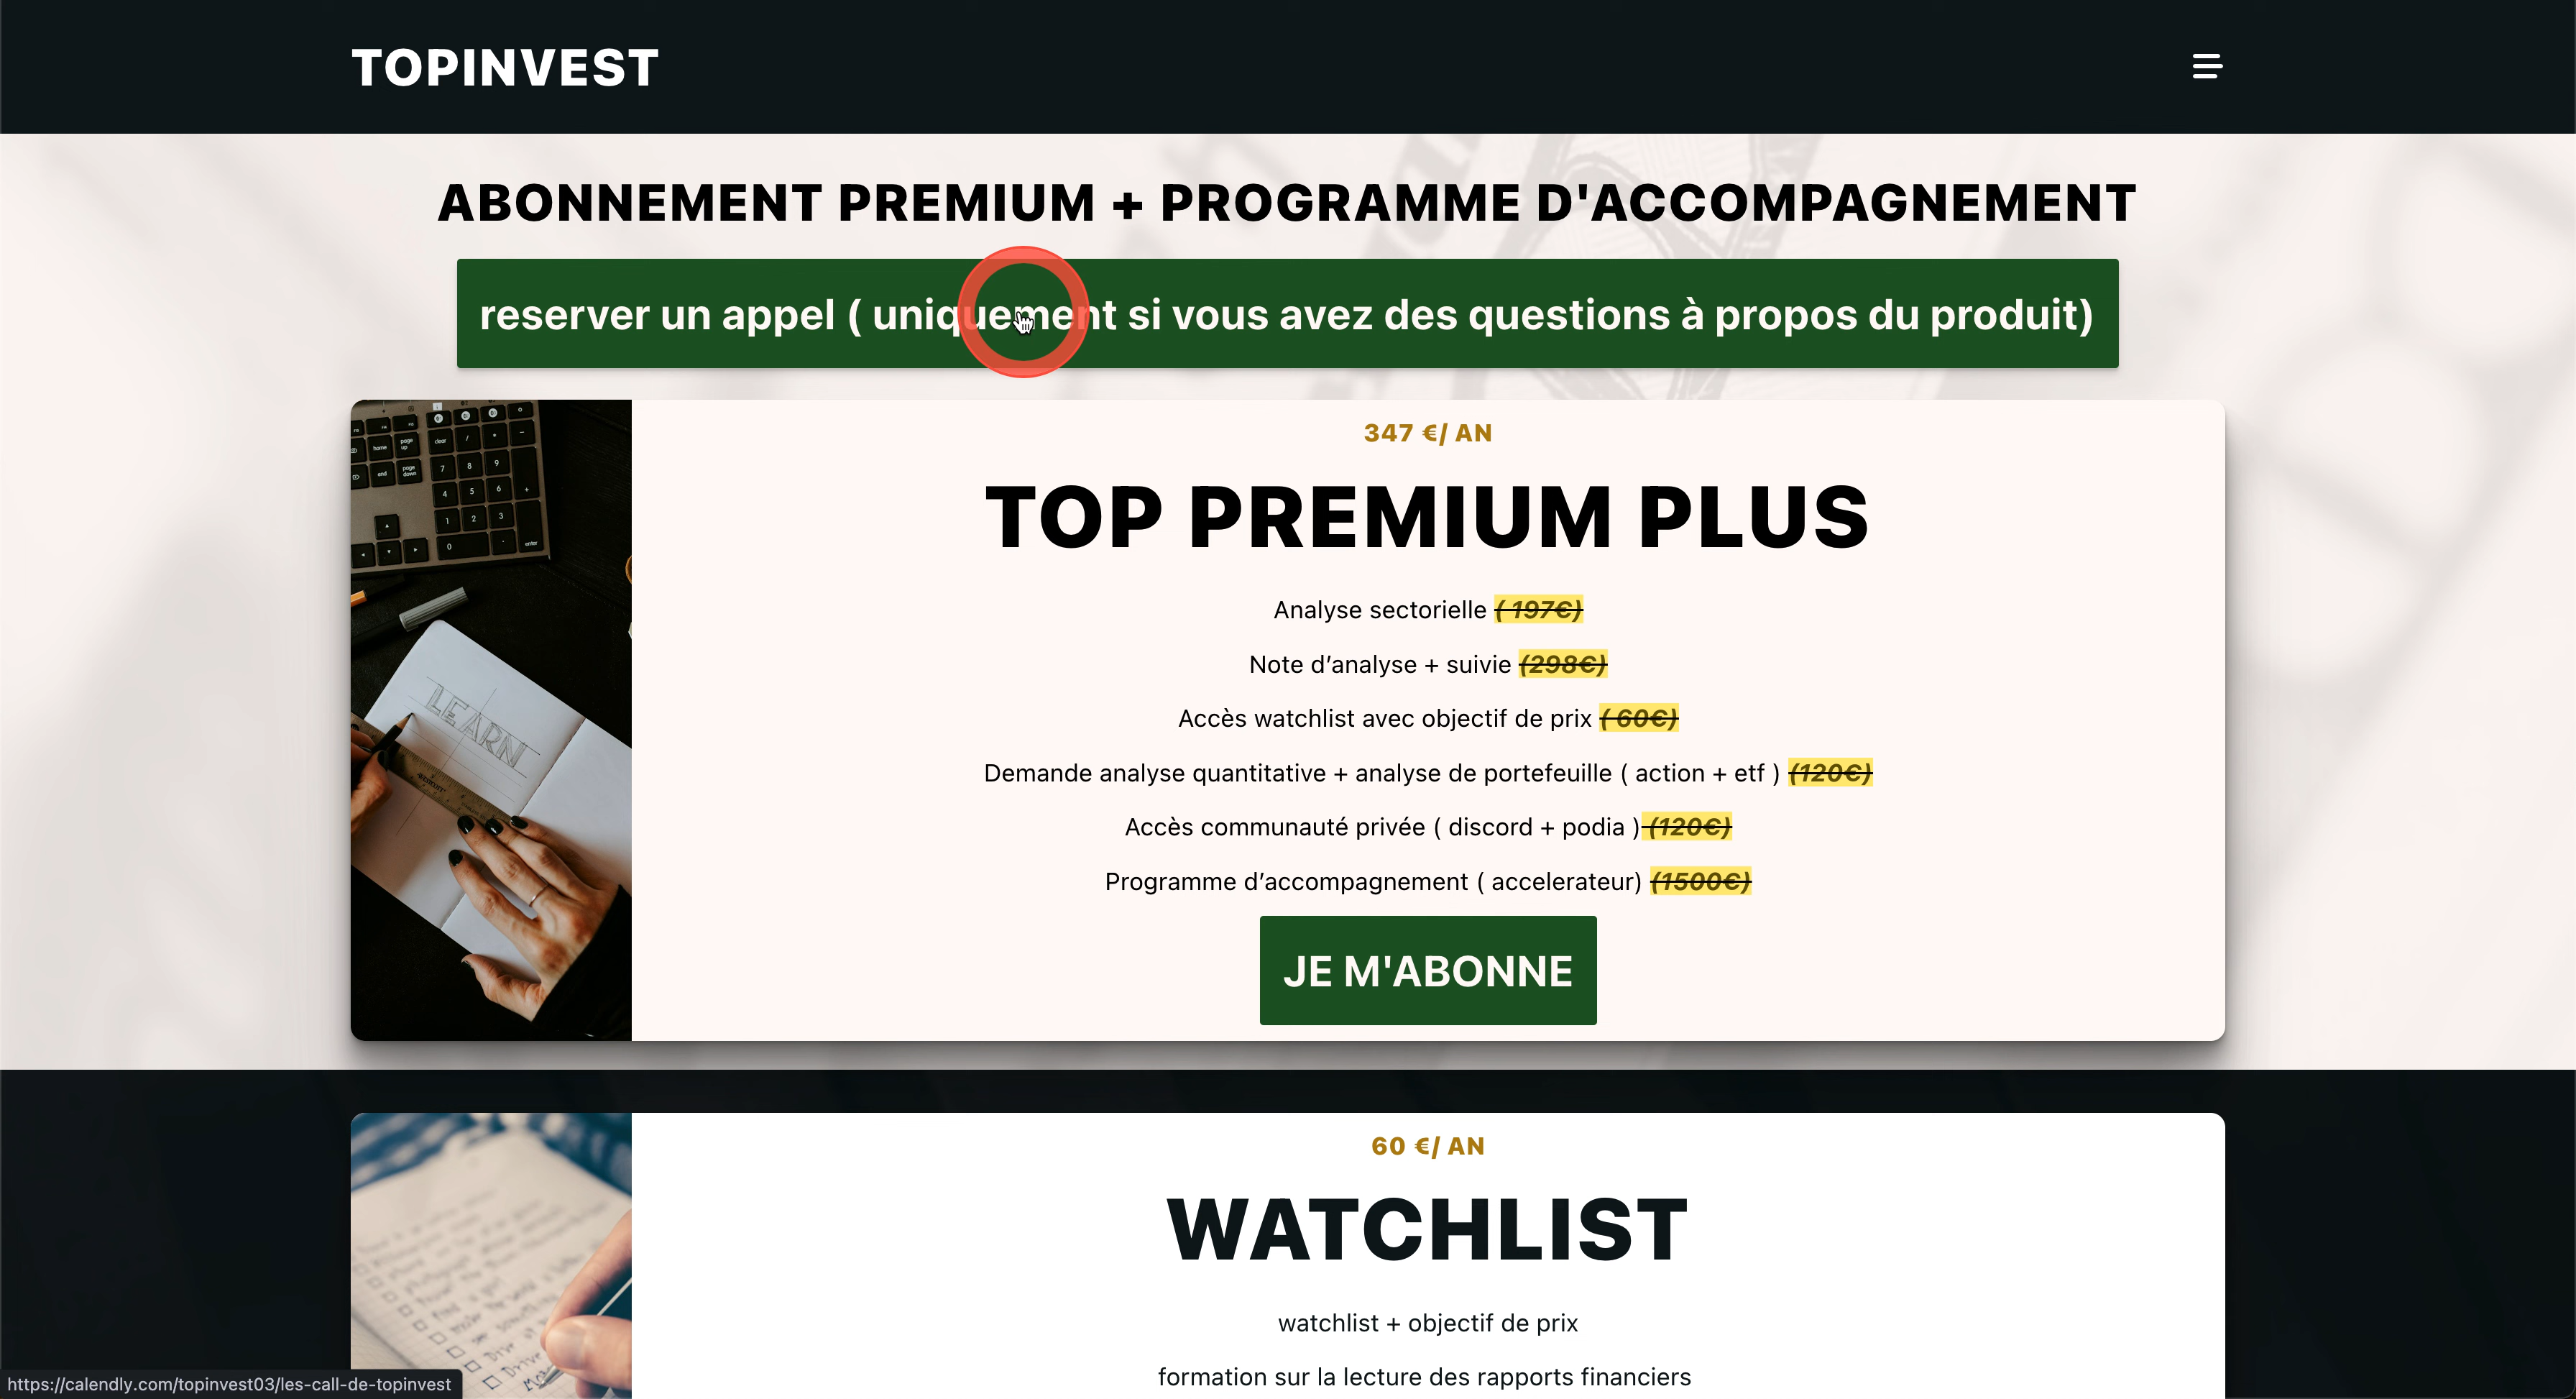 TOPINVEST
ABONNEMENT PREMIUM + PROGRAMME D'ACCOMPAGNEMENT
reserver un appel ( uniquement si vous avez des questions à propos du produit)
347 €/ AN
TOP PREMIUM PLUS
Analyse sectorielle ( 197€)
Note d’analyse + suivie (298€)
Accès watchlist avec objectif de prix ( 60€)
Demande analyse quantitative + analyse de portefeuille ( action + etf ) (120€)
Accès communauté privée ( discord + podia ) (120€)
Programme d’accompagnement ( accelerateur) (1500€)
JE M'ABONNE
LEARN
60 €/ AN
WATCHLIST
watchlist + objectif de prix
formation sur la lecture des rapports financiers
https://calendly.com/topinvest03/les-call-de-topinvest